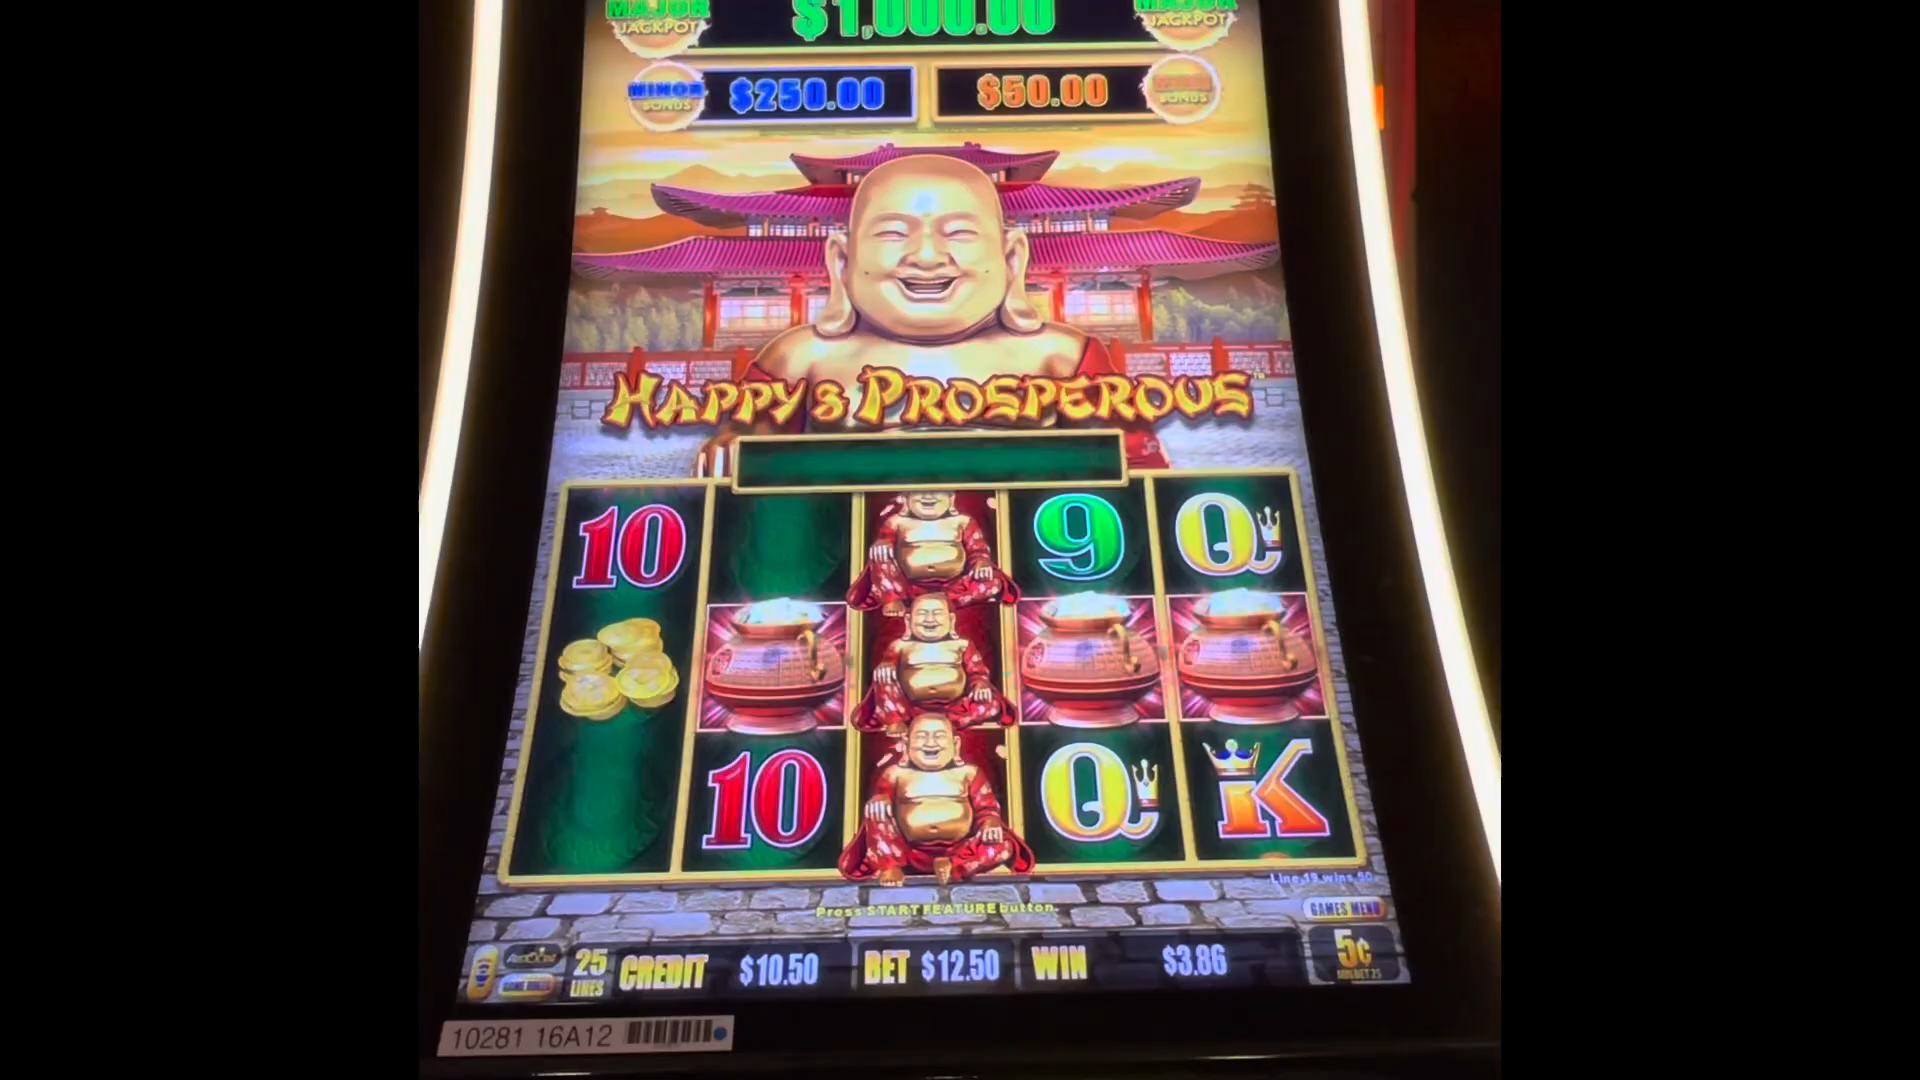 MAJOR JACKPOT $1,000.00 MAJOR JACKPOT
MINOR BONUS $250.00 $50.00 BONUS
HAPPY & PROSPEROUS™
10 9 Q
10 Q K
Line 19 wins 50
Press START FEATURE button.
GAMES MENU
25 LINES CREDIT $10.50 BET $12.50 WIN $3.86 5¢
10281 16A12